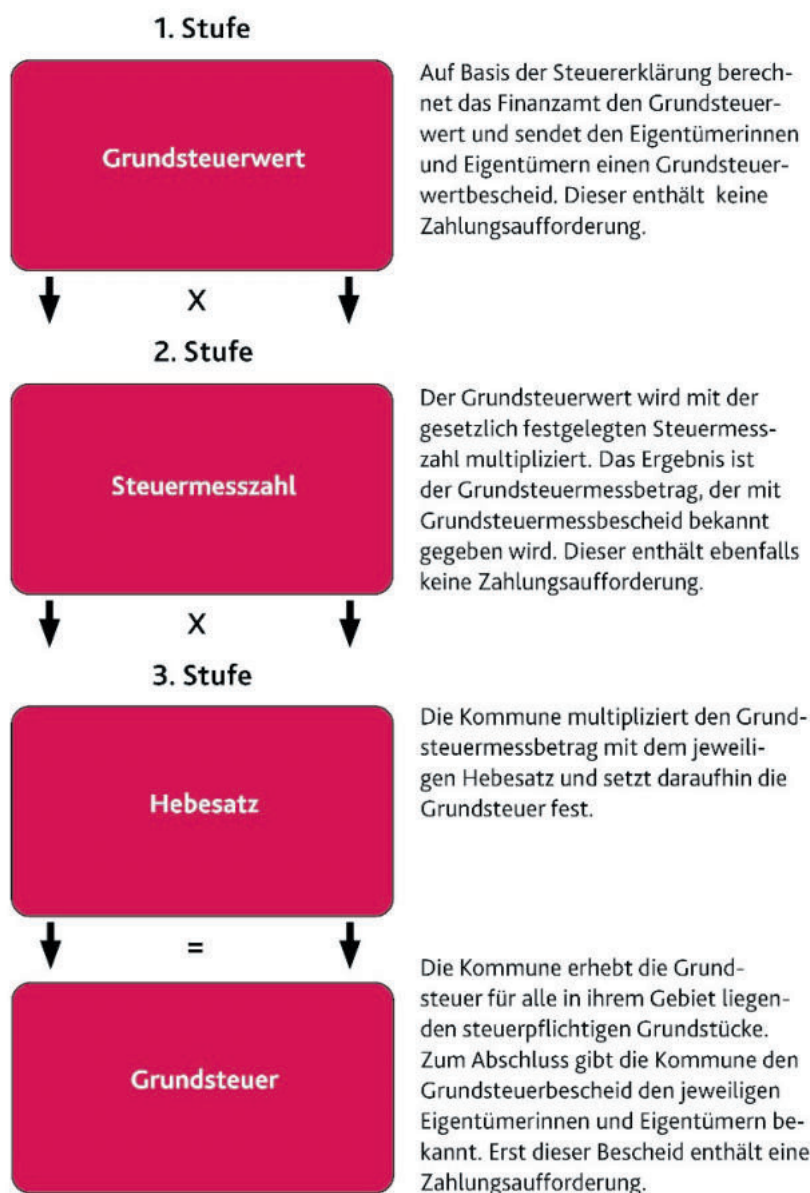 1. Stufe
Grundsteuerwert
Auf Basis der Steuererklärung berech-
net das Finanzamt den Grundsteuer-
wert und sendet den Eigentümerinnen
und Eigentümern einen Grundsteuer-
wertbescheid. Dieser enthält keine
Zahlungsaufforderung.
X
2. Stufe
Steuermesszahl
Der Grundsteuerwert wird mit der
gesetzlich festgelegten Steuermess-
zahl multipliziert. Das Ergebnis ist
der Grundsteuermessbetrag, der mit
Grundsteuermessbescheid bekannt
gegeben wird. Dieser enthält ebenfalls
keine Zahlungsaufforderung.
X
3. Stufe
Hebesatz
Die Kommune multipliziert den Grund-
steuermessbetrag mit dem jeweili-
gen Hebesatz und setzt daraufhin die
Grundsteuer fest.
=
Grundsteuer
Die Kommune erhebt die Grund-
steuer für alle in ihrem Gebiet liegen-
den steuerpflichtigen Grundstücke.
Zum Abschluss gibt die Kommune den
Grundsteuerbescheid den jeweiligen
Eigentümerinnen und Eigentümern be-
kannt. Erst dieser Bescheid enthält eine
Zahlungsaufforderung.